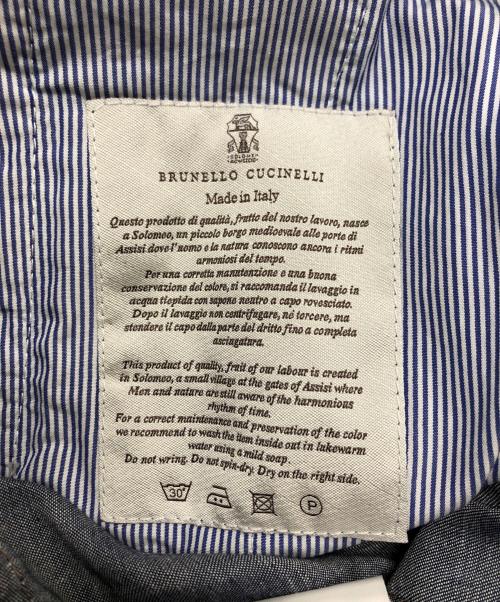 SOLOMEO
BRUNELLO CUCINELLI
Made in Italy
Questo prodotto di qualità, frutto del nostro lavoro, nasce
a Solomeo, un piccolo borgo medioevale alle porte di
Assisi dove l'uomo e la natura conoscono ancora i ritmi
armoniosi del tempo.
Per una corretta manutenzione e una buona
conservazione del colore, si raccomanda il lavaggio in
acqua tiepida con sapone neutro a capo rovesciato.
Dopo il lavaggio non centrifugare, né torcere, ma
stendere il capo dalla parte del dritto fino a completa
asciugatura.
This product of quality, fruit of our labour is created
in Solomeo, a small village at the gates of Assisi where
Men and nature are still aware of the harmonious
rhythm of time.
For a correct maintenance and preservation of the color
we recommend to wash the item inside out in lukewarm
water using a mild soap.
Do not wring. Do not spin-dry. Dry on the right side.
30° P